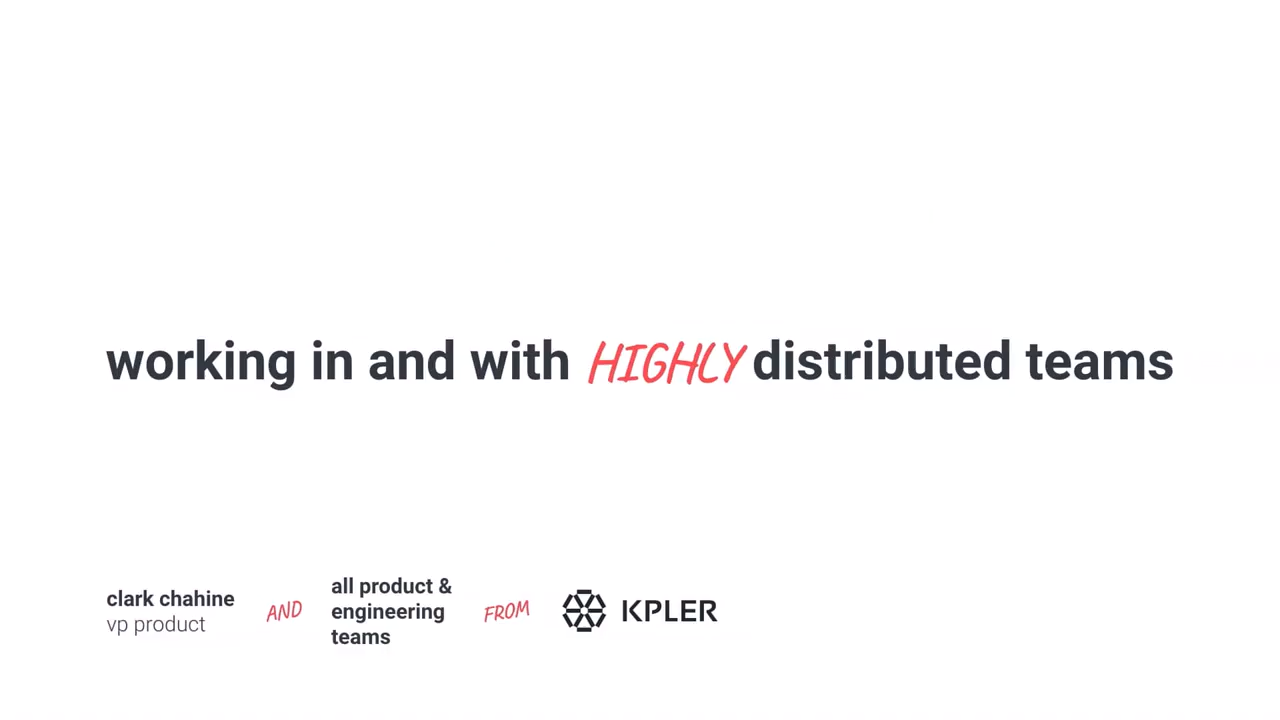 working in and with HIGHLY distributed teams
clark chahine
vp product
AND
all product &
engineering
teams
FROM
KPLER